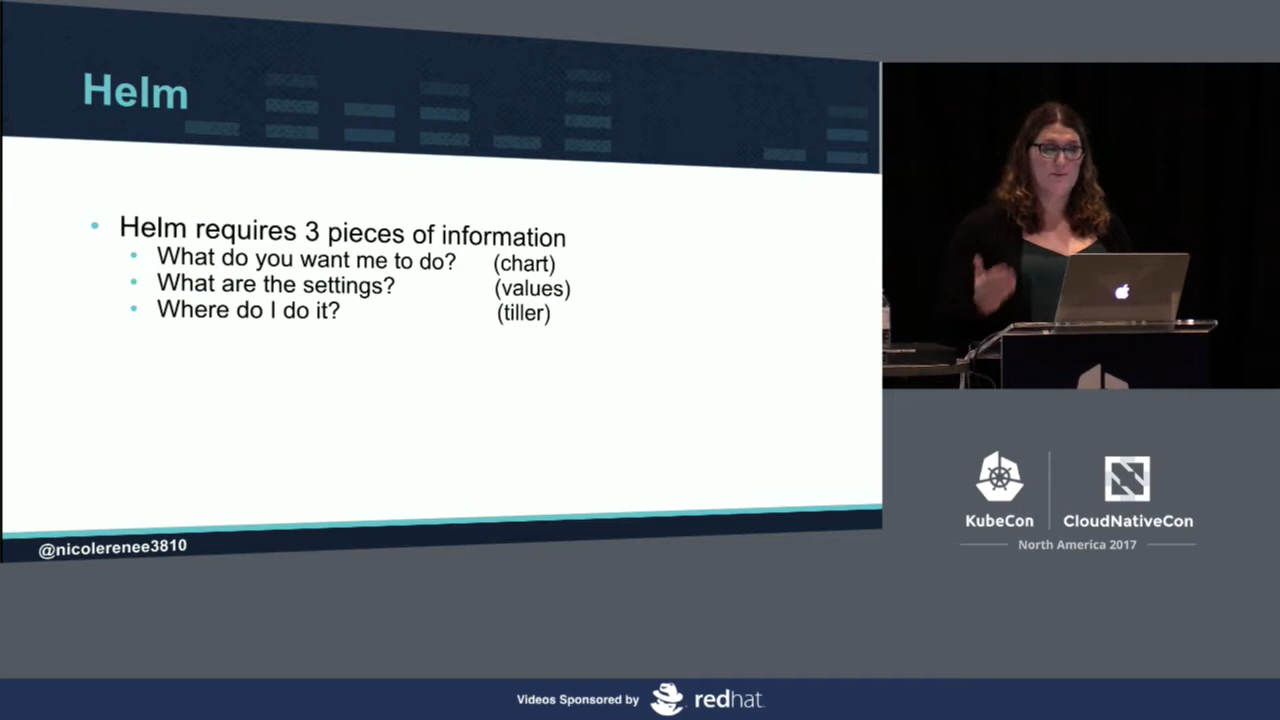 Helm
• Helm requires 3 pieces of information
• What do you want me to do? (chart)
• What are the settings? (values)
• Where do I do it? (tiller)
@nicolerenee3810
KubeCon
CloudNativeCon
North America 2017
Videos Sponsored by redhat.